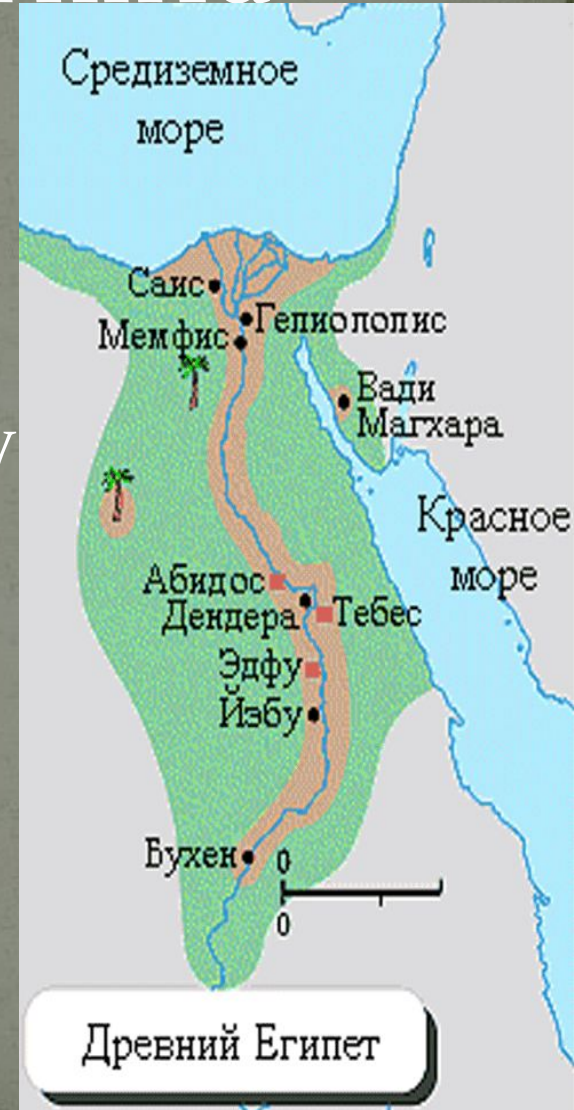 Средиземное
море
Саис
Гелиополис
Мемфис
Вади
Магхара
у
Красное
море
Абидос
Дендера
Тебес
Эдфу
Йэбу
Бухен
0
0
Древний Египет